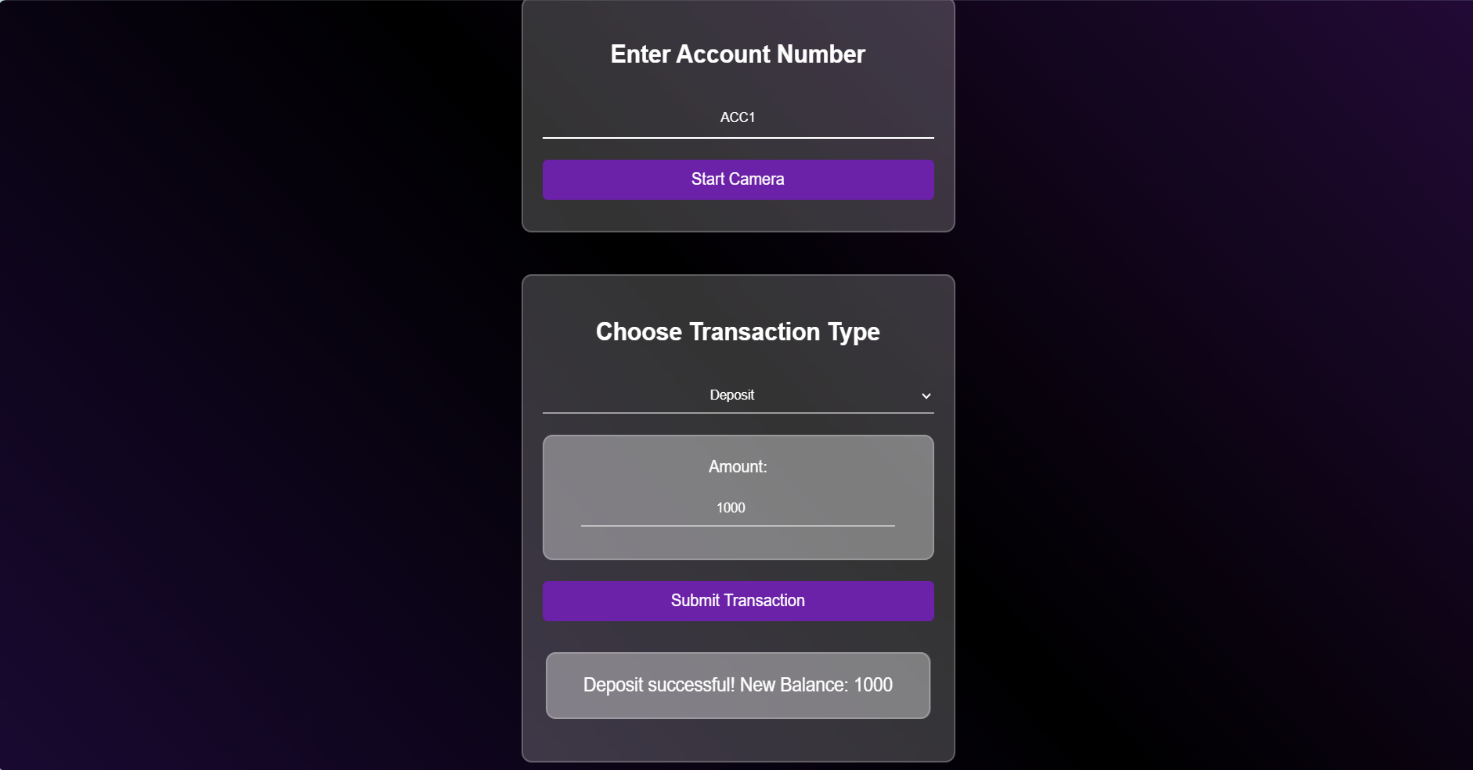 Enter Account Number
ACC1
Start Camera
Choose Transaction Type
Deposit
Amount:
1000
Submit Transaction
Deposit successful! New Balance: 1000